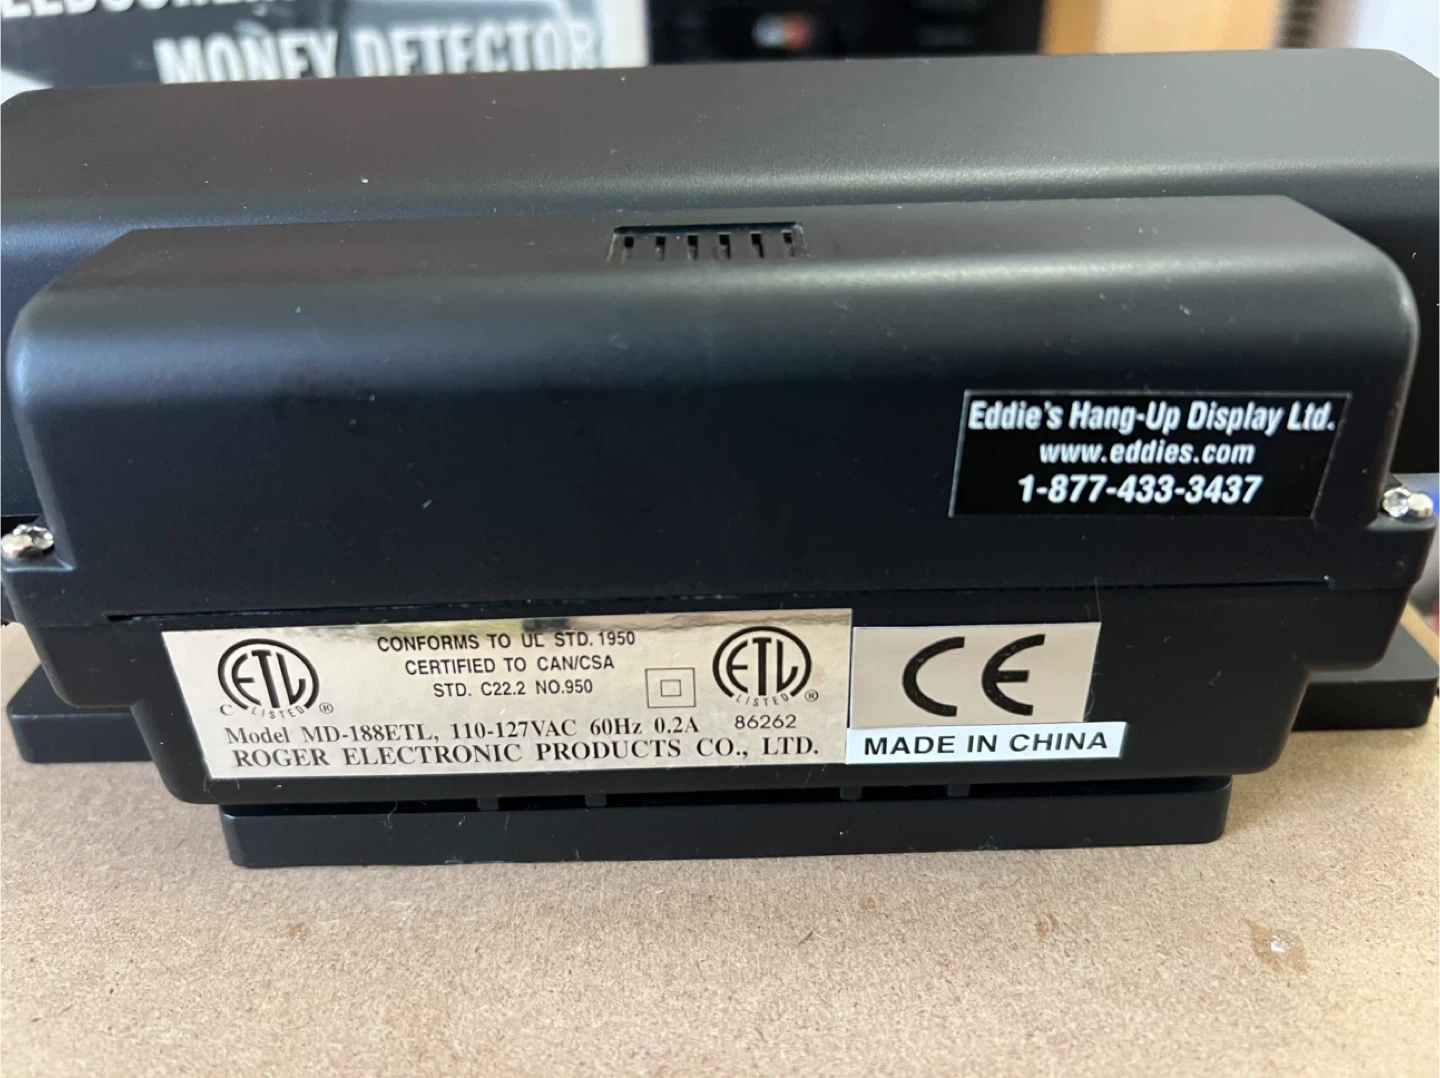 MONEY DETECTOR
Eddie's Hang-Up Display Ltd.
www.eddies.com
1-877-433-3437
ETL
C LISTED ®
CONFORMS TO UL STD. 1950
CERTIFIED TO CAN/CSA
STD. C22.2 NO.950
ETL
LISTED ®
86262
Model MD-188ETL, 110-127VAC 60Hz 0.2A
ROGER ELECTRONIC PRODUCTS CO., LTD.
CE
MADE IN CHINA